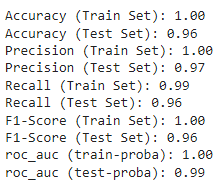 Accuracy (Train Set): 1.00
Accuracy (Test Set): 0.96
Precision (Train Set): 1.00
Precision (Test Set): 0.97
Recall (Train Set): 0.99
Recall (Test Set): 0.96
F1-Score (Train Set): 1.00
F1-Score (Test Set): 0.96
roc_auc (train-proba): 1.00
roc_auc (test-proba): 0.99